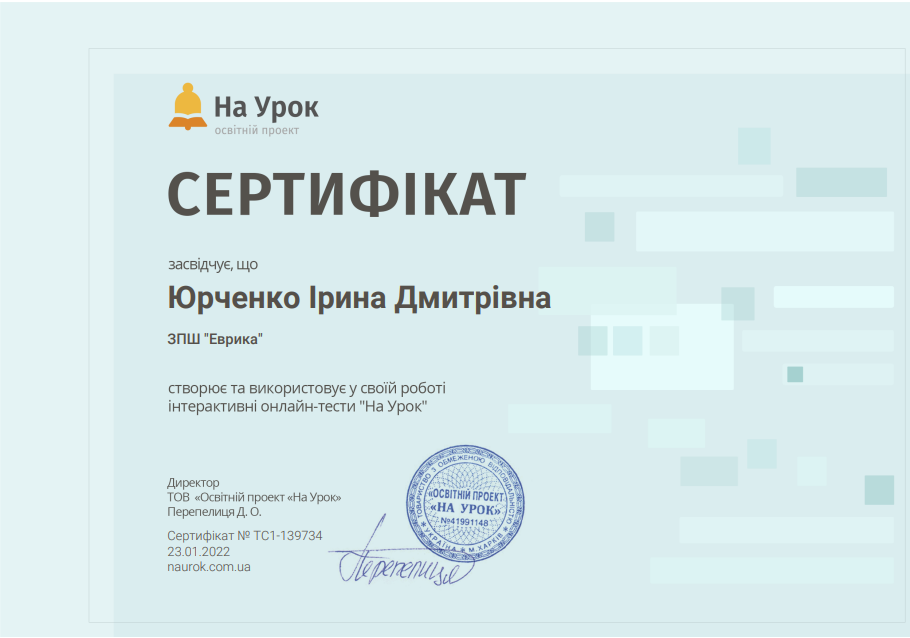 На Урок
освітній проект
СЕРТИФІКАТ
засвідчує, що
Юрченко Ірина Дмитрівна
ЗПШ "Еврика"
створює та використовує у своїй роботі
інтерактивні онлайн-тести "На Урок"
Директор
ТОВ «Освітній проект «На Урок»
Перепелиця Д. О.
Сертифікат № ТС1-139734
23.01.2022
naurok.com.ua
ТОВАРИСТВО З ОБМЕЖЕНОЮ ВІДПОВІДАЛЬНІСТЮ
«ОСВІТНІЙ ПРОЕКТ
«НА УРОК»
№41991148
* УКРАЇНА * М.ХАРКІВ *
Перепелиця